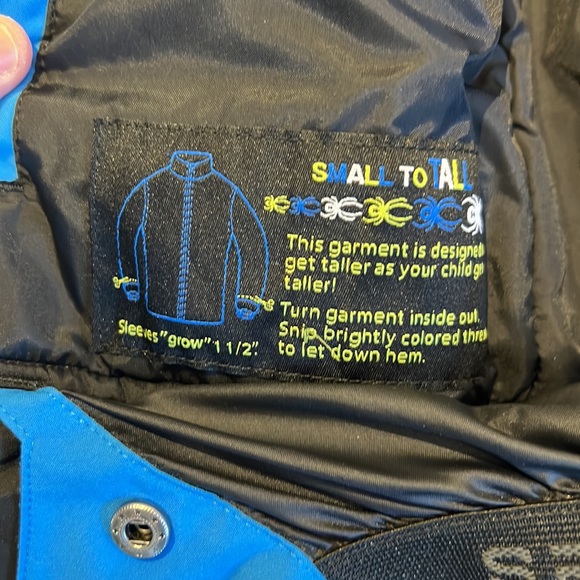 SMALL TO TALL
This garment is designed
get taller as your child
taller!
Turn garment inside out.
Snip brightly colored
to let down hem.
Sleeves "grow" 1 1/2".